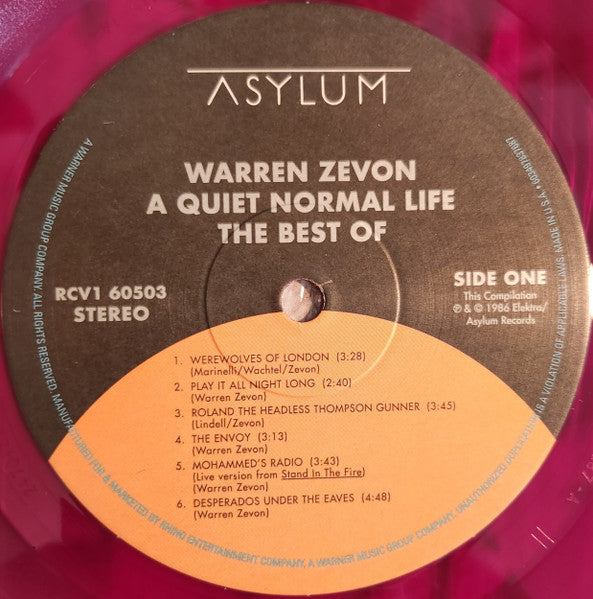 ASYLUM
WARREN ZEVON
A QUIET NORMAL LIFE
THE BEST OF
RCV1 60503
STEREO
SIDE ONE
This Compilation
℗ & © 1986 Elektra/
Asylum Records
1. WEREWOLVES OF LONDON (3:28)
(Marinelli/Wachtel/Zevon)
2. PLAY IT ALL NIGHT LONG (2:40)
(Warren Zevon)
3. ROLAND THE HEADLESS THOMPSON GUNNER (3:45)
(Lindell/Zevon)
4. THE ENVOY (3:13)
(Warren Zevon)
5. MOHAMMED'S RADIO (3:43)
(Live version from Stand In The Fire)
(Warren Zevon)
6. DESPERADOS UNDER THE EAVES (4:48)
(Warren Zevon)
A WARNER MUSIC GROUP COMPANY. ALL RIGHTS RESERVED. MANUFACTURED FOR & MARKETED BY RHINO ENTERTAINMENT COMPANY, A WARNER MUSIC GROUP COMPANY. UNAUTHORIZED DUPLICATION IS A VIOLATION OF APPLICABLE LAWS. MADE IN U.S.A. •